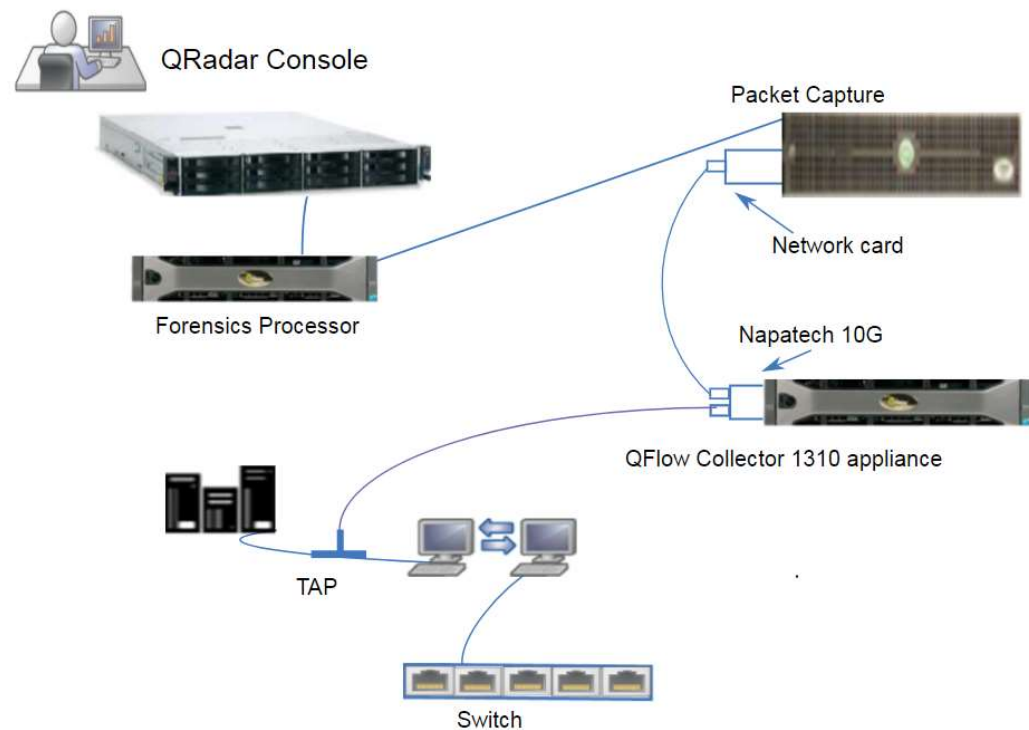 QRadar Console
Packet Capture
Network card
Forensics Processor
Napatech 10G
QFlow Collector 1310 appliance
TAP
Switch